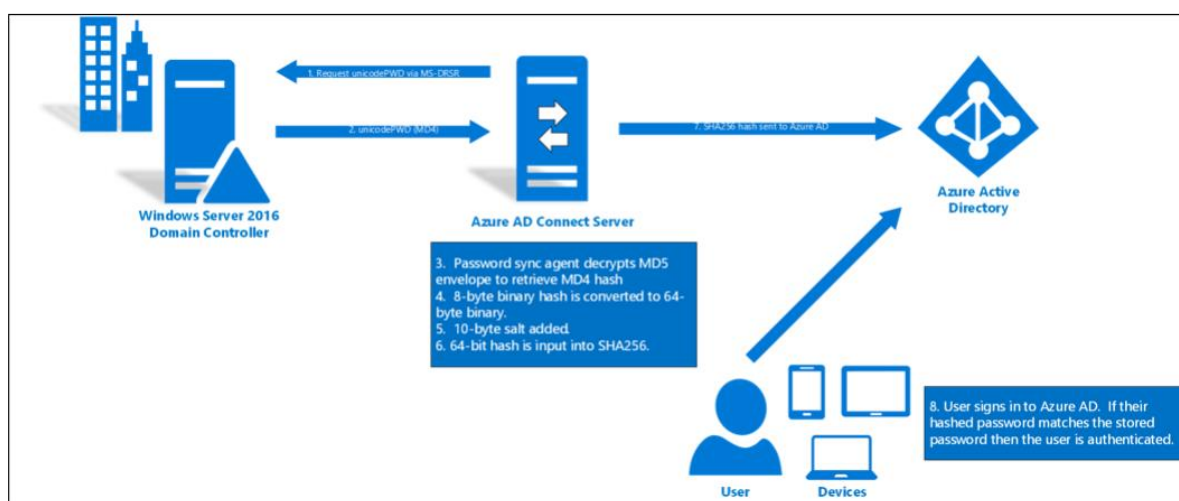 1. Request unicodePWD via MS-DRSR
2. unicodePWD (MD4)
7. SHA256 hash sent to Azure AD
Windows Server 2016
Domain Controller
Azure AD Connect Server
Azure Active
Directory
3. Password sync agent decrypts MD5
envelope to retrieve MD4 hash
4. 8-byte binary hash is converted to 64-
byte binary.
5. 10-byte salt added.
6. 64-bit hash is input into SHA256.
8. User signs in to Azure AD. If their
hashed password matches the stored
password then the user is authenticated.
User
Devices